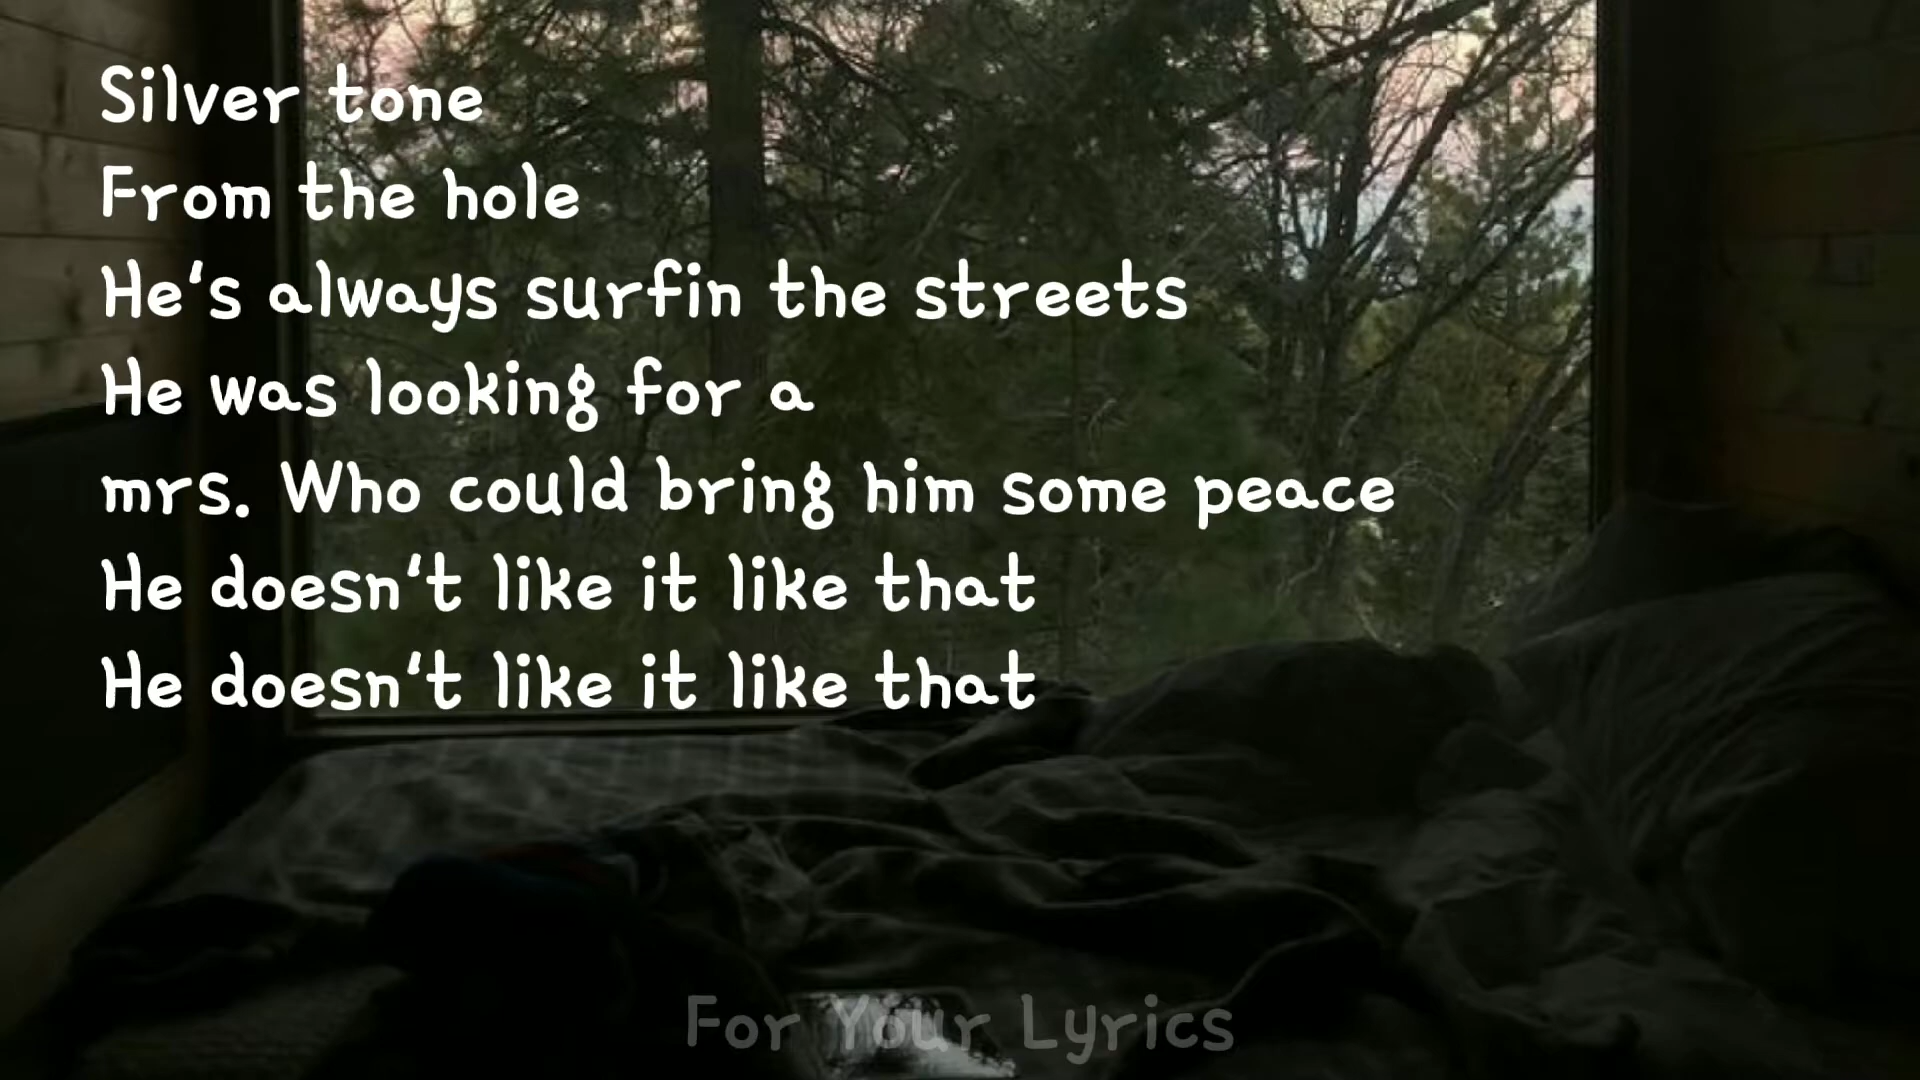 Silver tone
From the hole
He's always surfin the streets
He was looking for a
mrs. Who could bring him some peace
He doesn't like it like that
He doesn't like it like that
For Your Lyrics